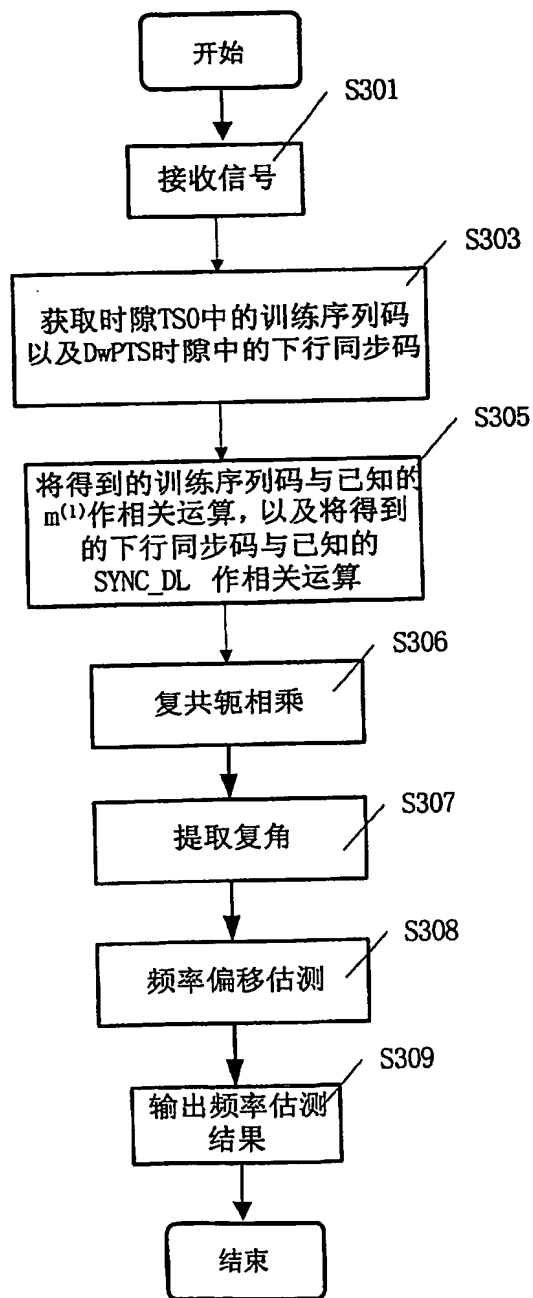 开始
S301
接收信号
S303
获取时隙TS0中的训练序列码
以及DwPTS时隙中的下行同步码
S305
将得到的训练序列码与已知的
m⁽¹⁾作相关运算，以及将得到
的下行同步码与已知的
SYNC_DL 作相关运算
S306
复共轭相乘
S307
提取复角
S308
频率偏移估测
S309
输出频率估测
结果
结束